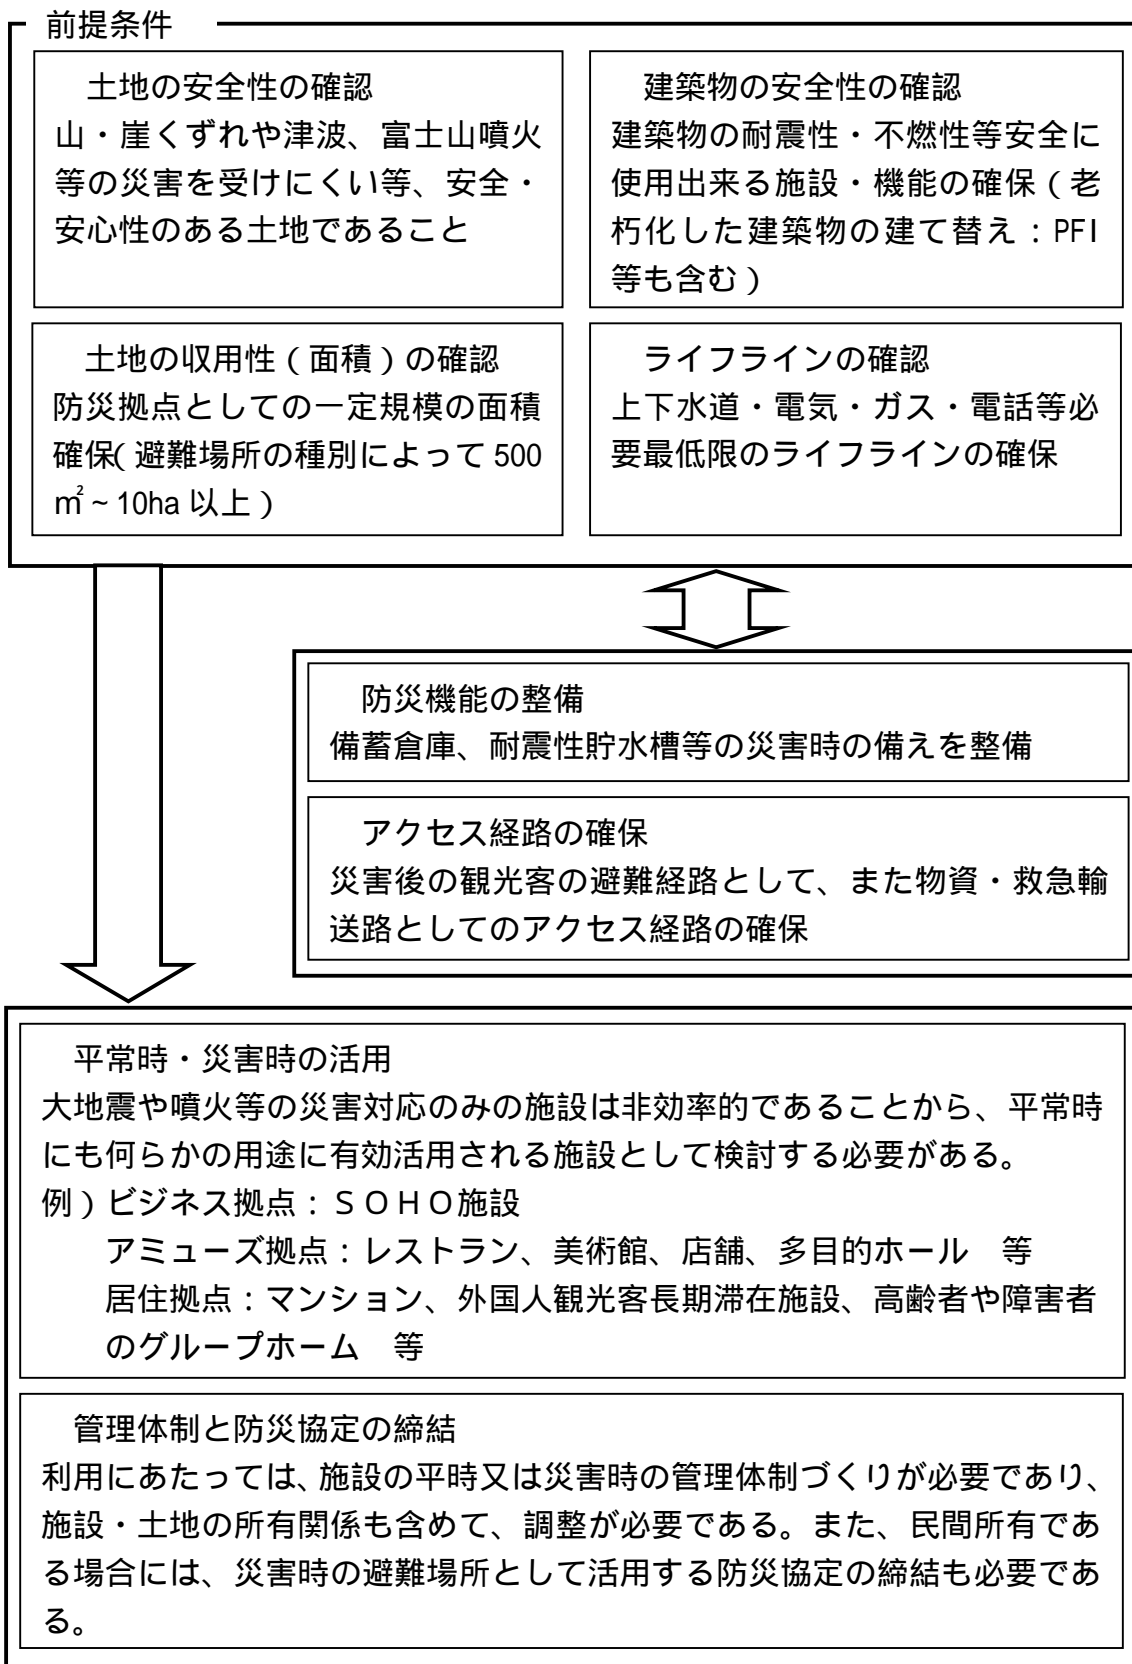 前提条件
土地の安全性の確認
山・崖くずれや津波、富士山噴火
等の災害を受けにくい等、安全・
安心性のある土地であること
建築物の安全性の確認
建築物の耐震性・不燃性等安全に
使用出来る施設・機能の確保（老
朽化した建築物の建て替え：PFI
等も含む）
土地の収用性（面積）の確認
防災拠点としての一定規模の面積
確保（避難場所の種別によって 500
㎡~10ha 以上）
ライフラインの確認
上下水道・電気・ガス・電話等必
要最低限のライフラインの確保
防災機能の整備
備蓄倉庫、耐震性貯水槽等の災害時の備えを整備
アクセス経路の確保
災害後の観光客の避難経路として、また物資・救急輸
送路としてのアクセス経路の確保
平常時・災害時の活用
大地震や噴火等の災害対応のみの施設は非効率的であることから、平常時
にも何らかの用途に有効活用される施設として検討する必要がある。
例）ビジネス拠点：ＳＯＨＯ施設
アミューズ拠点：レストラン、美術館、店舗、多目的ホール　等
居住拠点：マンション、外国人観光客長期滞在施設、高齢者や障害者
のグループホーム　等
管理体制と防災協定の締結
利用にあたっては、施設の平時又は災害時の管理体制づくりが必要であり、
施設・土地の所有関係も含めて、調整が必要である。また、民間所有であ
る場合には、災害時の避難場所として活用する防災協定の締結も必要であ
る。